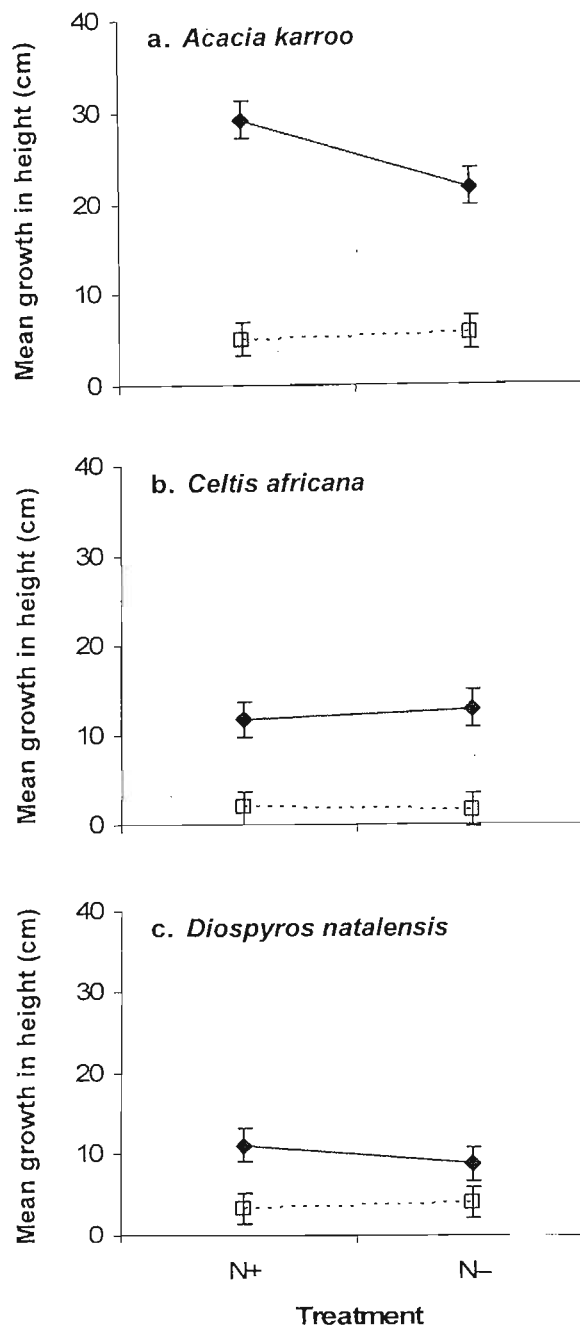 a. Acacia karroo
40
30
20
10
0
Mean growth in height (cm)
b. Celtis africana
40
30
20
10
0
Mean growth in height (cm)
c. Diospyros natalensis
40
30
20
10
0
Mean growth in height (cm)
N+ N–
Treatment